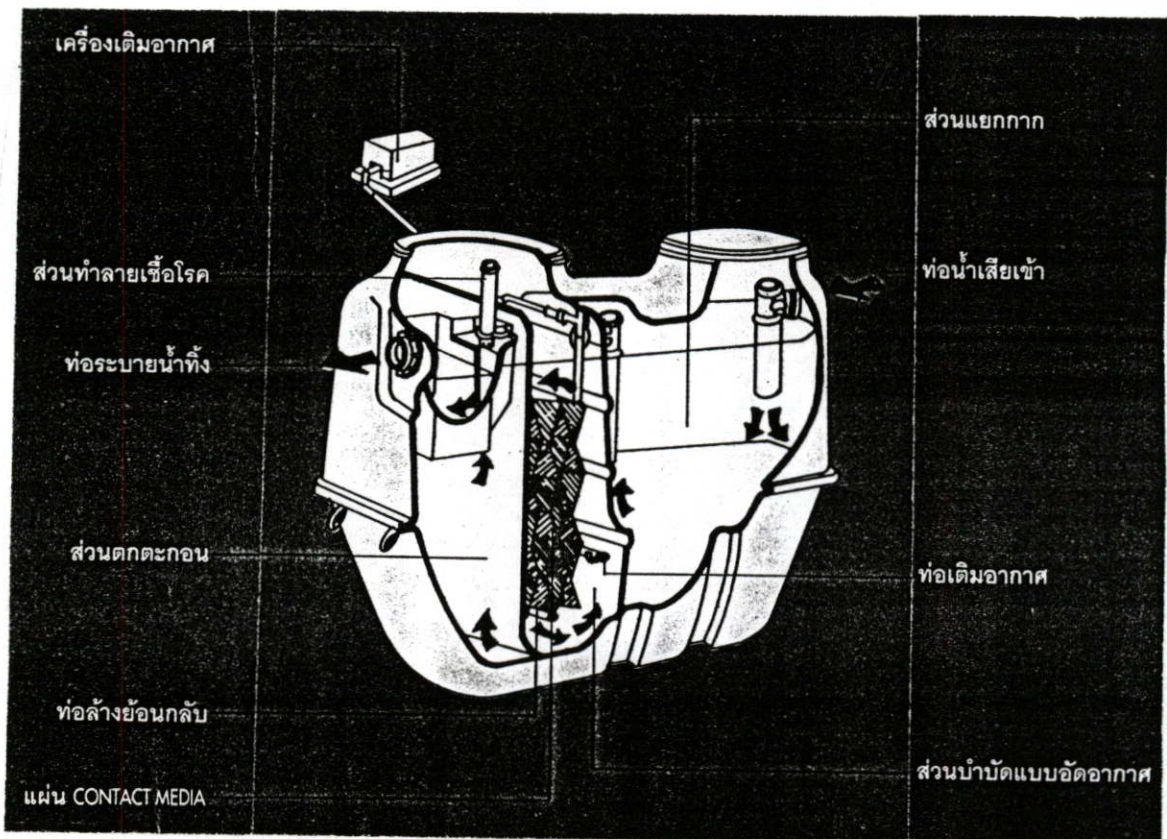 เครื่องเติมอากาศ
ส่วนแยกกาก
ส่วนทำลายเชื้อโรค
ท่อน้ำเสียเข้า
ท่อระบายน้ำทิ้ง
ส่วนตกตะกอน
ท่อเติมอากาศ
ท่อล้างย้อนกลับ
ส่วนบำบัดแบบอัดอากาศ
แผ่น CONTACT MEDIA